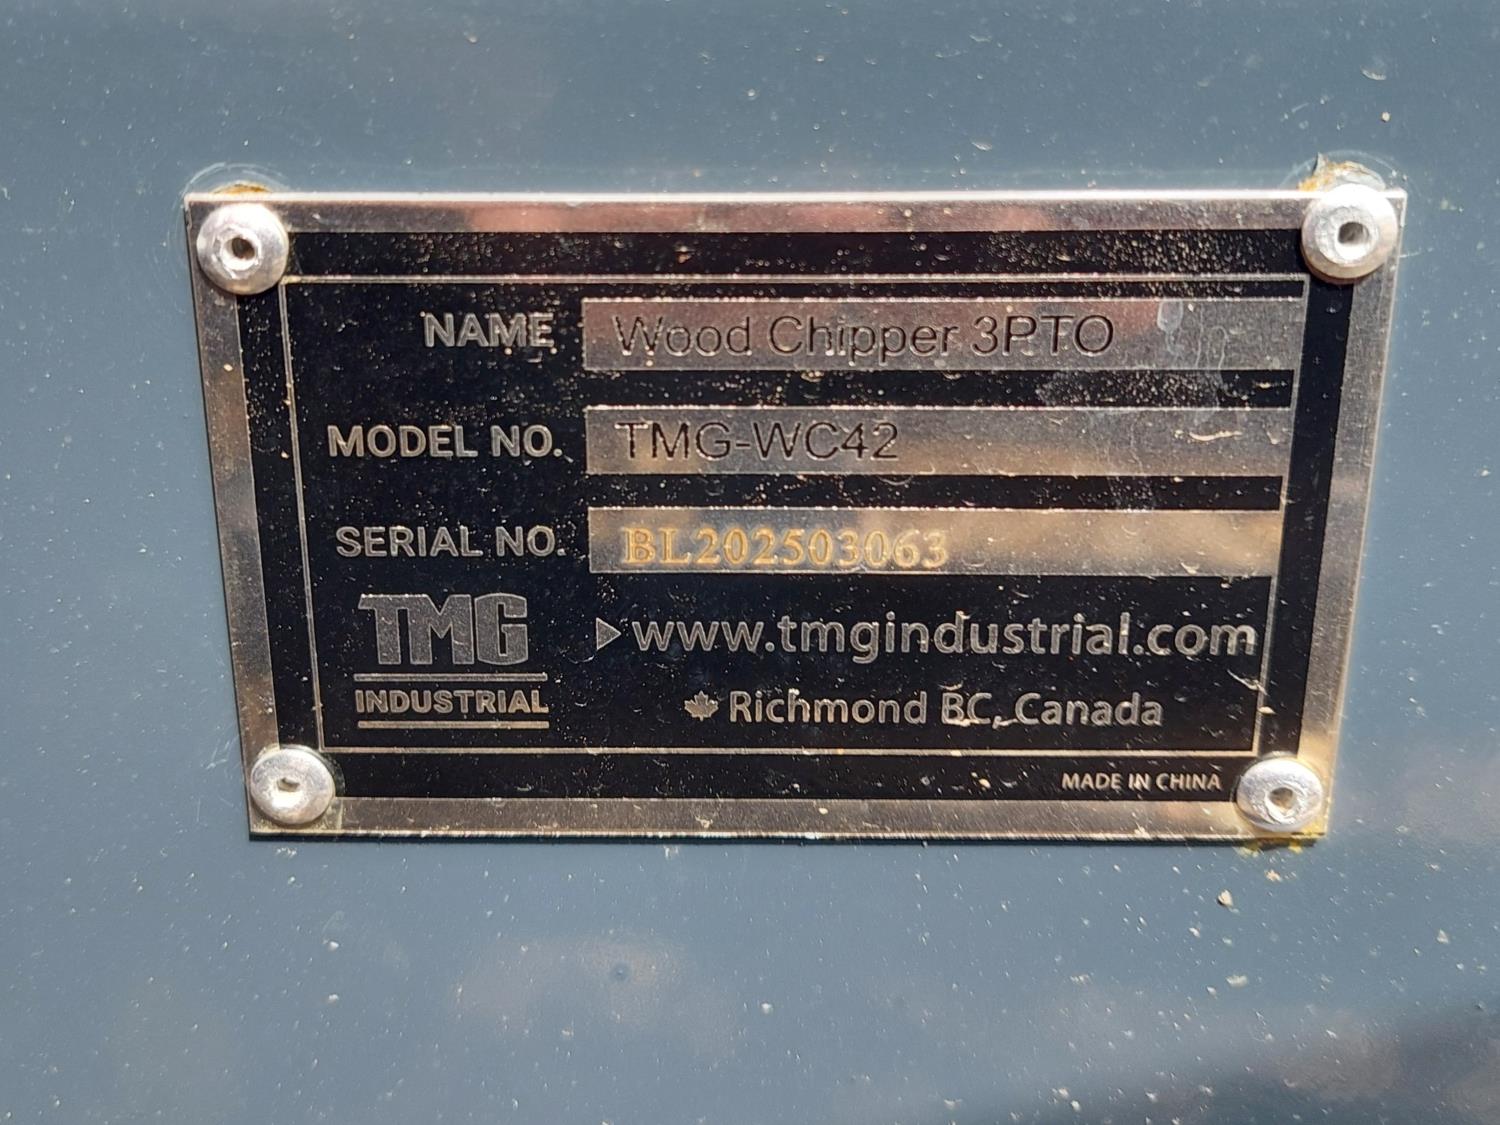 NAME Wood Chipper 3PTO
MODEL NO. TMG-WC42
SERIAL NO. BL202503063
TMG
INDUSTRIAL
www.tmgindustrial.com
Richmond BC, Canada
MADE IN CHINA